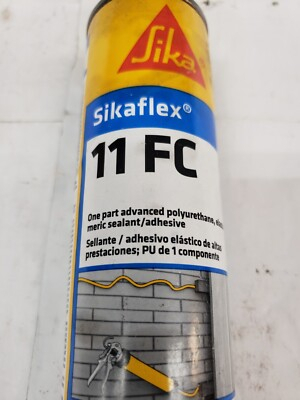 Sika
Sikaflex®
11 FC
One part advanced polyurethane,
meric sealant/adhesive
Sellante / adhesivo elástico de altas
prestaciones; PU de 1 componente